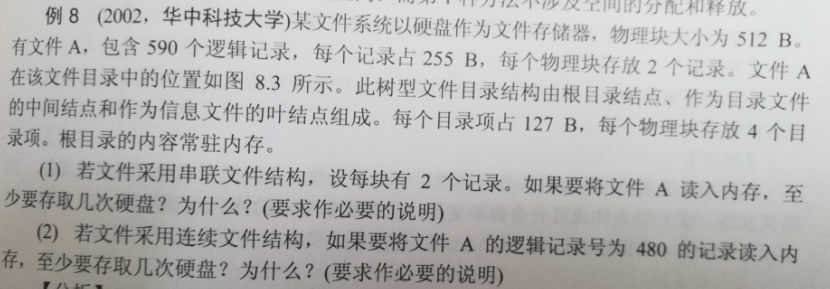 需第十种方法不涉及空间的分配和释放。
例 8 (2002，华中科技大学)某文件系统以硬盘作为文件存储器，物理块大小为 512 B。
有文件 A，包含 590 个逻辑记录，每个记录占 255 B，每个物理块存放 2 个记录。文件 A
在该文件目录中的位置如图 8.3 所示。此树型文件目录结构由根目录结点、作为目录文件
的中间结点和作为信息文件的叶结点组成。每个目录项占 127 B，每个物理块存放 4 个目
录项。根目录的内容常驻内存。
(1) 若文件采用串联文件结构，设每块有 2 个记录。如果要将文件 A 读入内存，至
少要存取几次硬盘？为什么？(要求作必要的说明)
(2) 若文件采用连续文件结构，如果要将文件 A 的逻辑记录号为 480 的记录读入内
存，至少要存取几次硬盘？为什么？(要求作必要的说明)